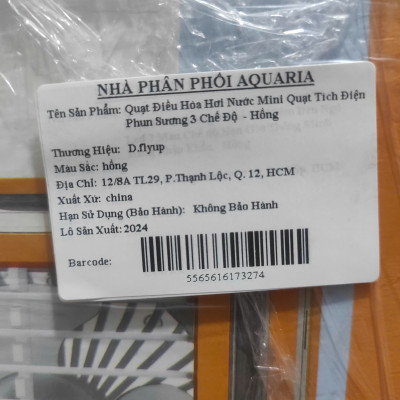 NHÀ PHÂN PHỐI AQUARIA
Tên Sản Phẩm: Quạt Điều Hòa Hơi Nước Mini Quạt Tích Điện
Phun Sương 3 Chế Độ - Hồng
Thương Hiệu: D.flyup
Màu Sắc: hồng
Địa Chỉ: 12/8A TL29, P.Thạnh Lộc, Q. 12, HCM
Xuất Xứ: china
Hạn Sử Dụng (Bảo Hành): Không Bảo Hành
Lô Sản Xuất: 2024
Barcode:
5565616173274